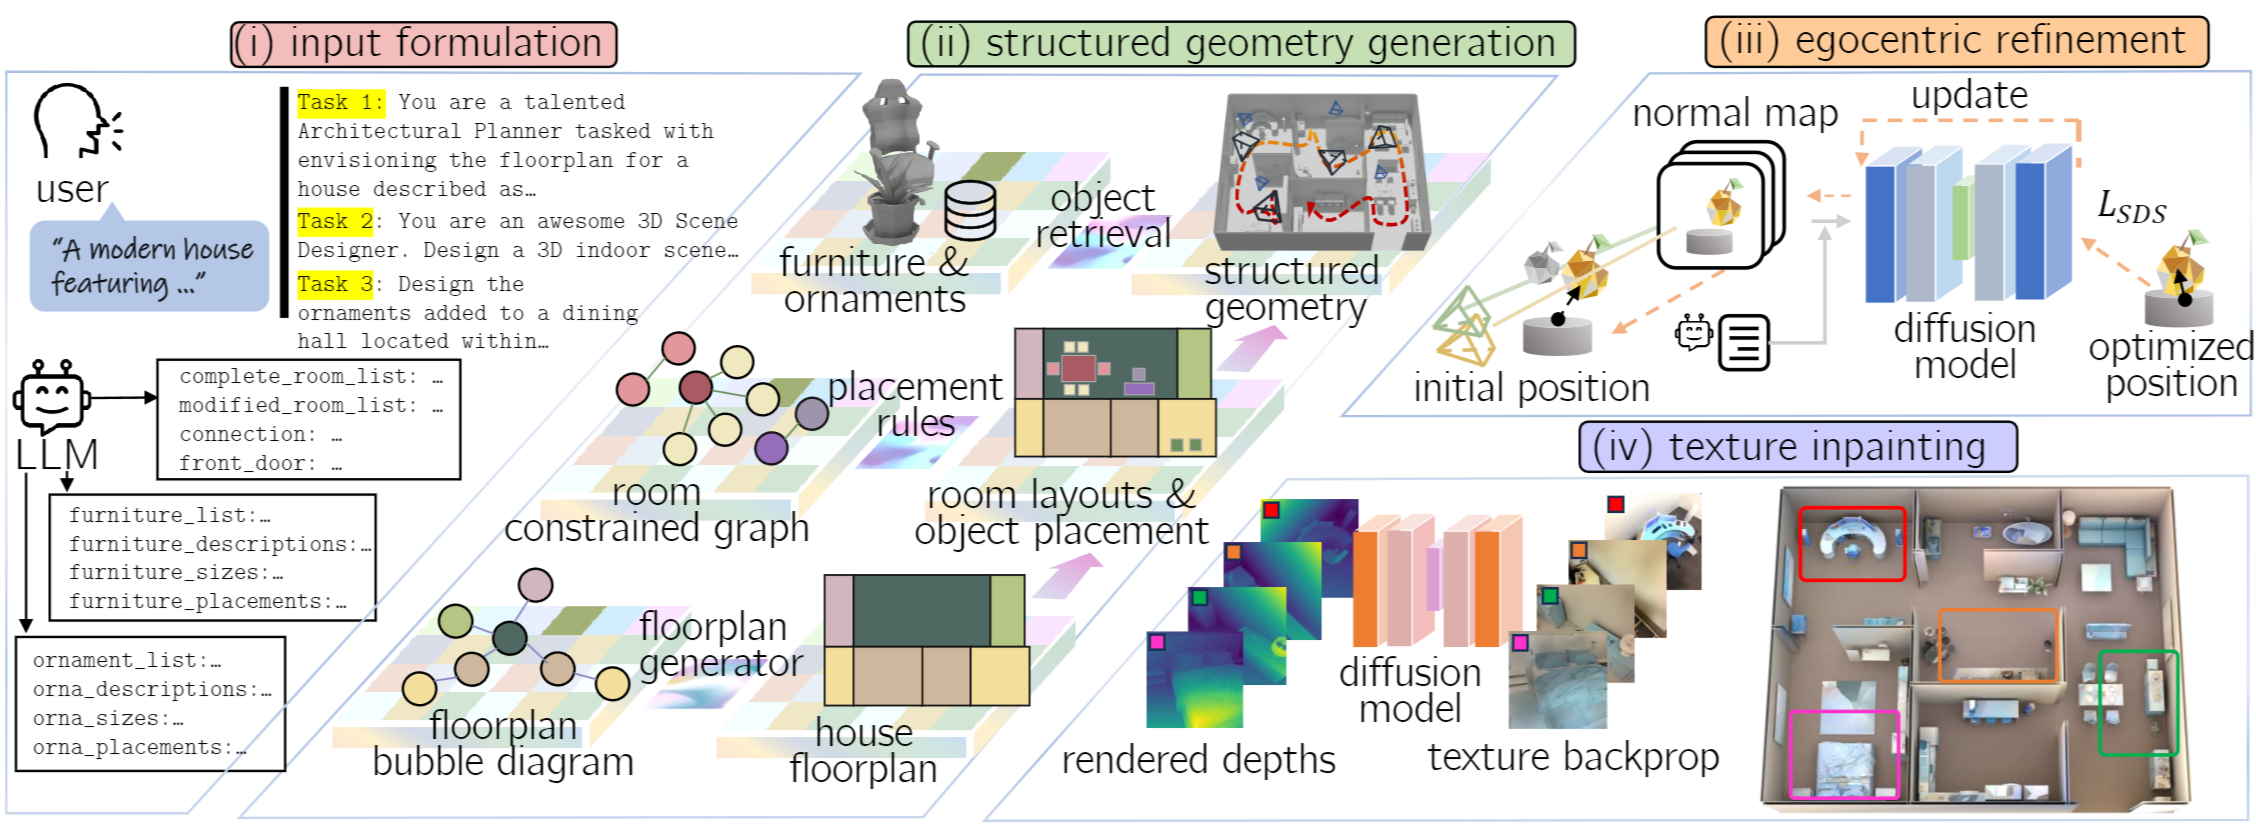 (i) input formulation
user
“A modern house
featuring ...”
Task 1: You are a talented
Architectural Planner tasked with
envisioning the floorplan for a
house described as…
Task 2: You are an awesome 3D Scene
Designer. Design a 3D indoor scene…
Task 3: Design the
ornaments added to a dining
hall located within…
LLM
complete_room_list: …
modified_room_list: …
connection: …
front_door: …
furniture_list:…
furniture_descriptions:…
furniture_sizes:…
furniture_placements:…
ornament_list:…
orna_descriptions:…
orna_sizes:…
orna_placements:…
(ii) structured geometry generation
furniture &
ornaments
object
retrieval
structured
geometry
room
constrained graph
placement
rules
room layouts &
object placement
floorplan
bubble diagram
floorplan
generator
house
floorplan
(iii) egocentric refinement
normal map
update
L_SDS
initial position
diffusion
model
optimized
position
(iv) texture inpainting
rendered depths
diffusion
model
texture backprop